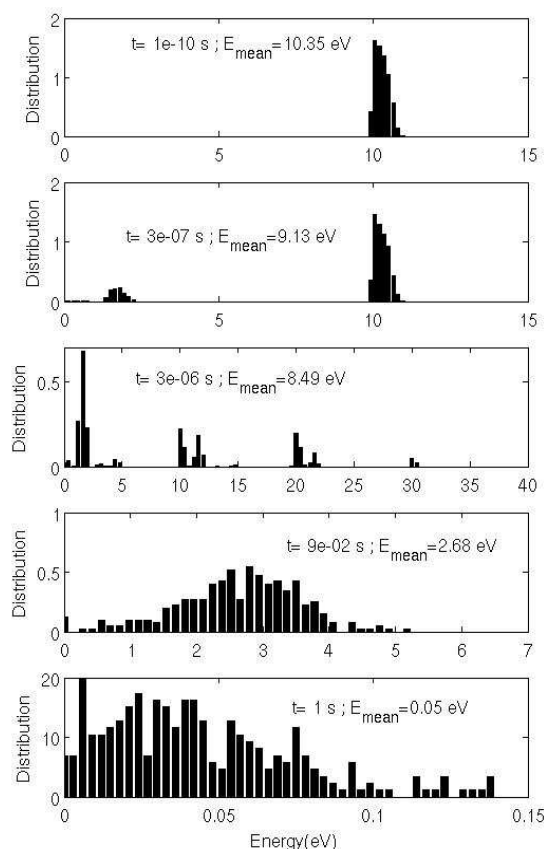 2
t= 1e-10 s ; E_mean=10.35 eV
1
Distribution
0
0 5 10 15
2
t= 3e-07 s ; E_mean=9.13 eV
1
Distribution
0
0 5 10 15
0.5
t= 3e-06 s ; E_mean=8.49 eV
Distribution
0
0 5 10 15 20 25 30 35 40
1
t= 9e-02 s ; E_mean=2.68 eV
0.5
Distribution
0
0 1 2 3 4 5 6 7
20
t= 1 s ; E_mean=0.05 eV
10
Distribution
0
0 0.05 0.1 0.15
Energy(eV)